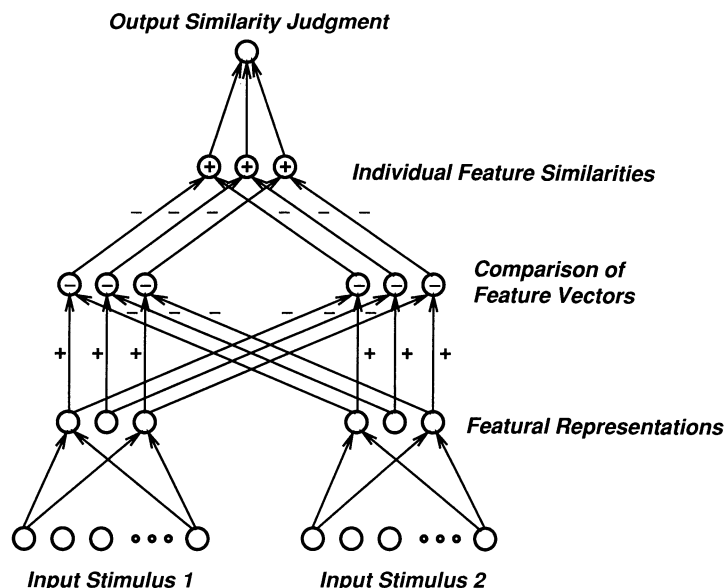 Output Similarity Judgment
+ + +
Individual Feature Similarities
− − − − − −
− − − − − −
Comparison of
Feature Vectors
− − − − − −
+ + + + + +
Featural Representations
Input Stimulus 1 Input Stimulus 2